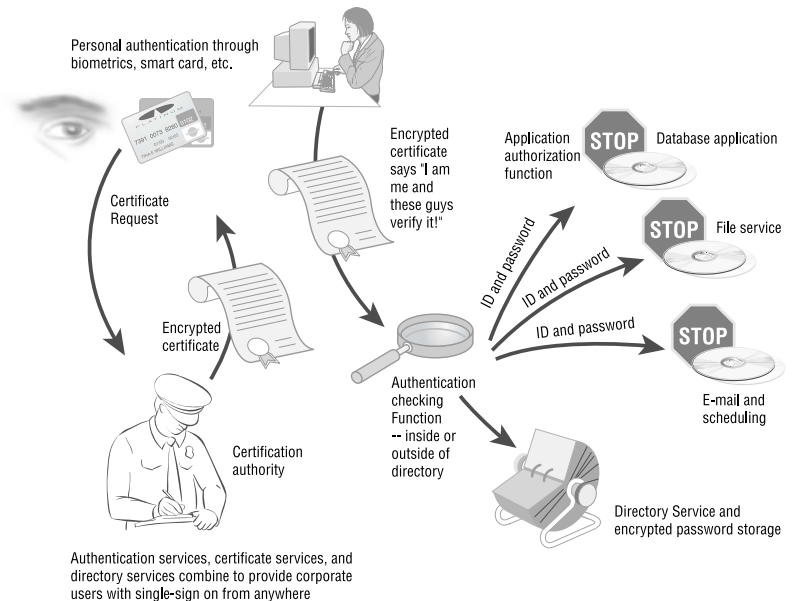 Personal authentication through
biometrics, smart card, etc.
PLATINUM
Certificate
Request
Encrypted
certificate
Certification
authority
Encrypted
certificate
says "I am
me and
these guys
verify it!"
Authentication
checking
Function
-- inside or
outside of
directory
Application
authorization
function
STOP
Database application
ID and password
STOP
File service
ID and password
STOP
ID and password
E-mail and
scheduling
Directory Service and
encrypted password storage
Authentication services, certificate services, and
directory services combine to provide corporate
users with single-sign on from anywhere